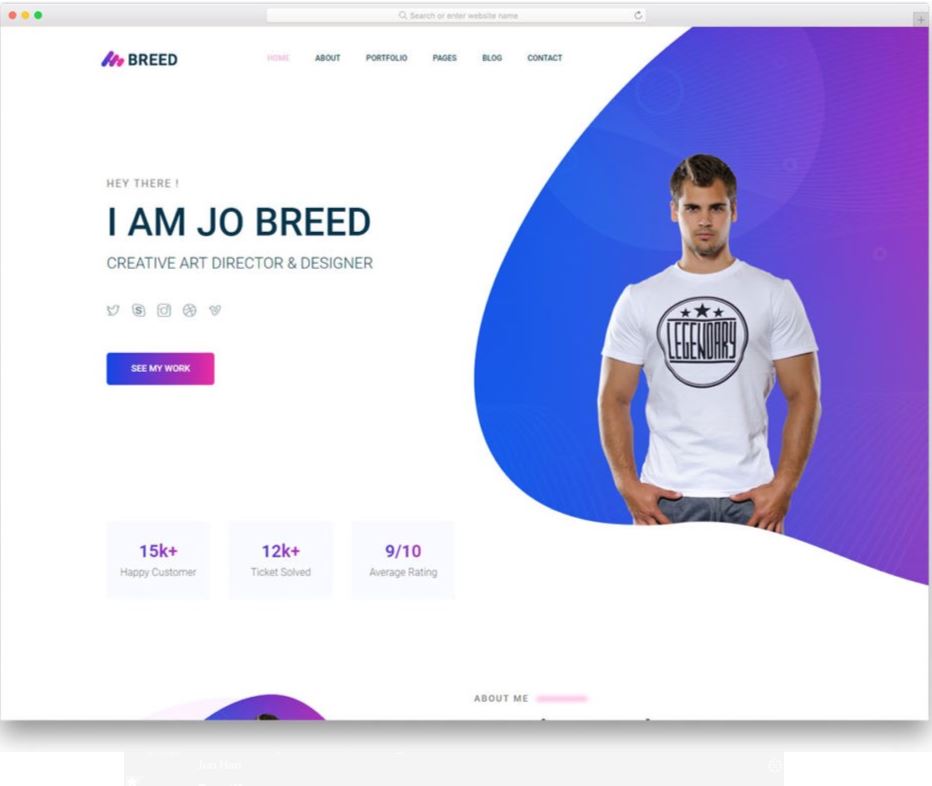 Search or enter website name
BREED
HOME ABOUT PORTFOLIO PAGES BLOG CONTACT
HEY THERE !
I AM JO BREED
CREATIVE ART DIRECTOR & DESIGNER
SEE MY WORK
LEGENDARY
15k+ 12k+ 9/10
Happy Customer Ticket Solved Average Rating
ABOUT ME